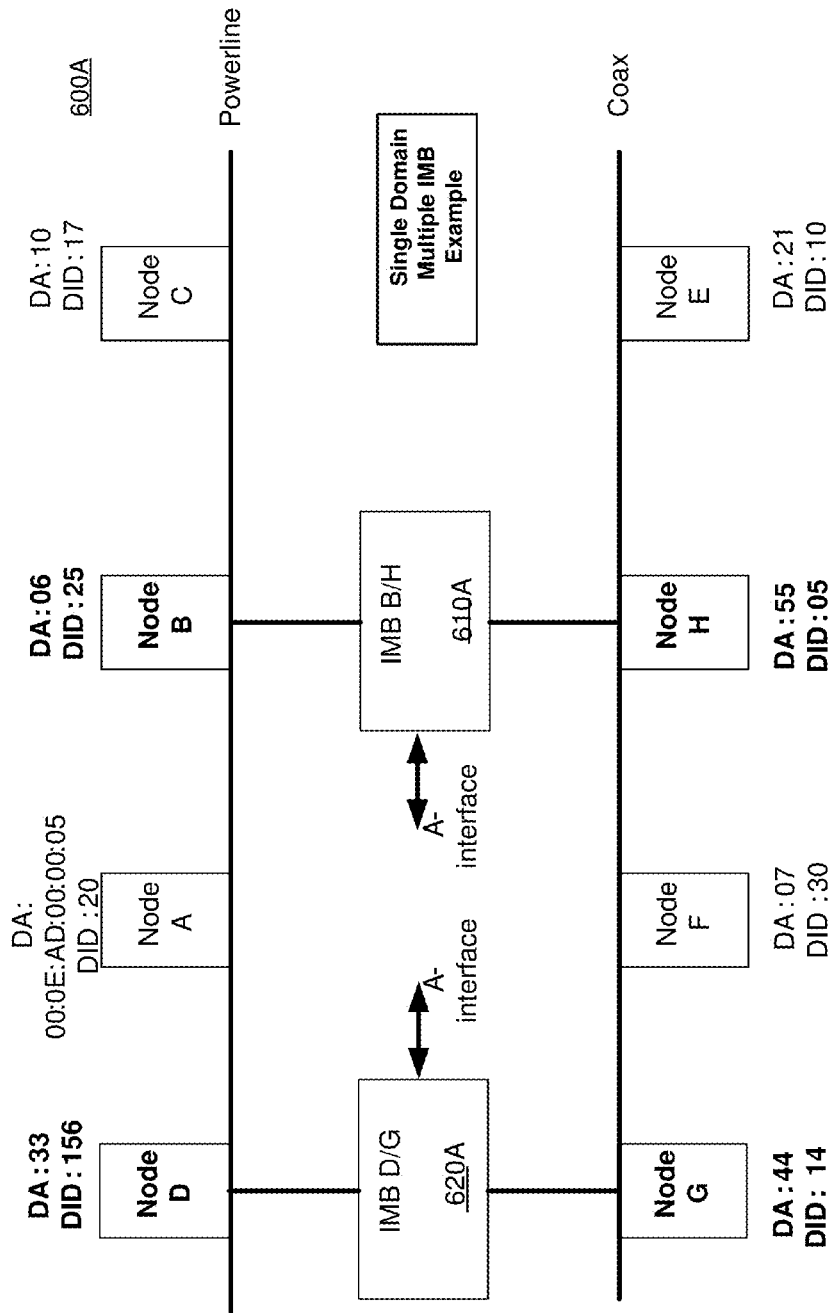 600A
DA:33
DID:156
DA:
00:0E:AD:00:00:05
DID :20
DA:06
DID:25
DA:10
DID:17
Node
D
Node
A
Node
B
Node
C
Powerline
IMB D/G
620A
A-
interface
A-
interface
IMB B/H
610A
Single Domain
Multiple IMB
Example
Coax
Node
G
Node
F
Node
H
Node
E
DA:44
DID: 14
DA:07
DID :30
DA:55
DID:05
DA:21
DID:10